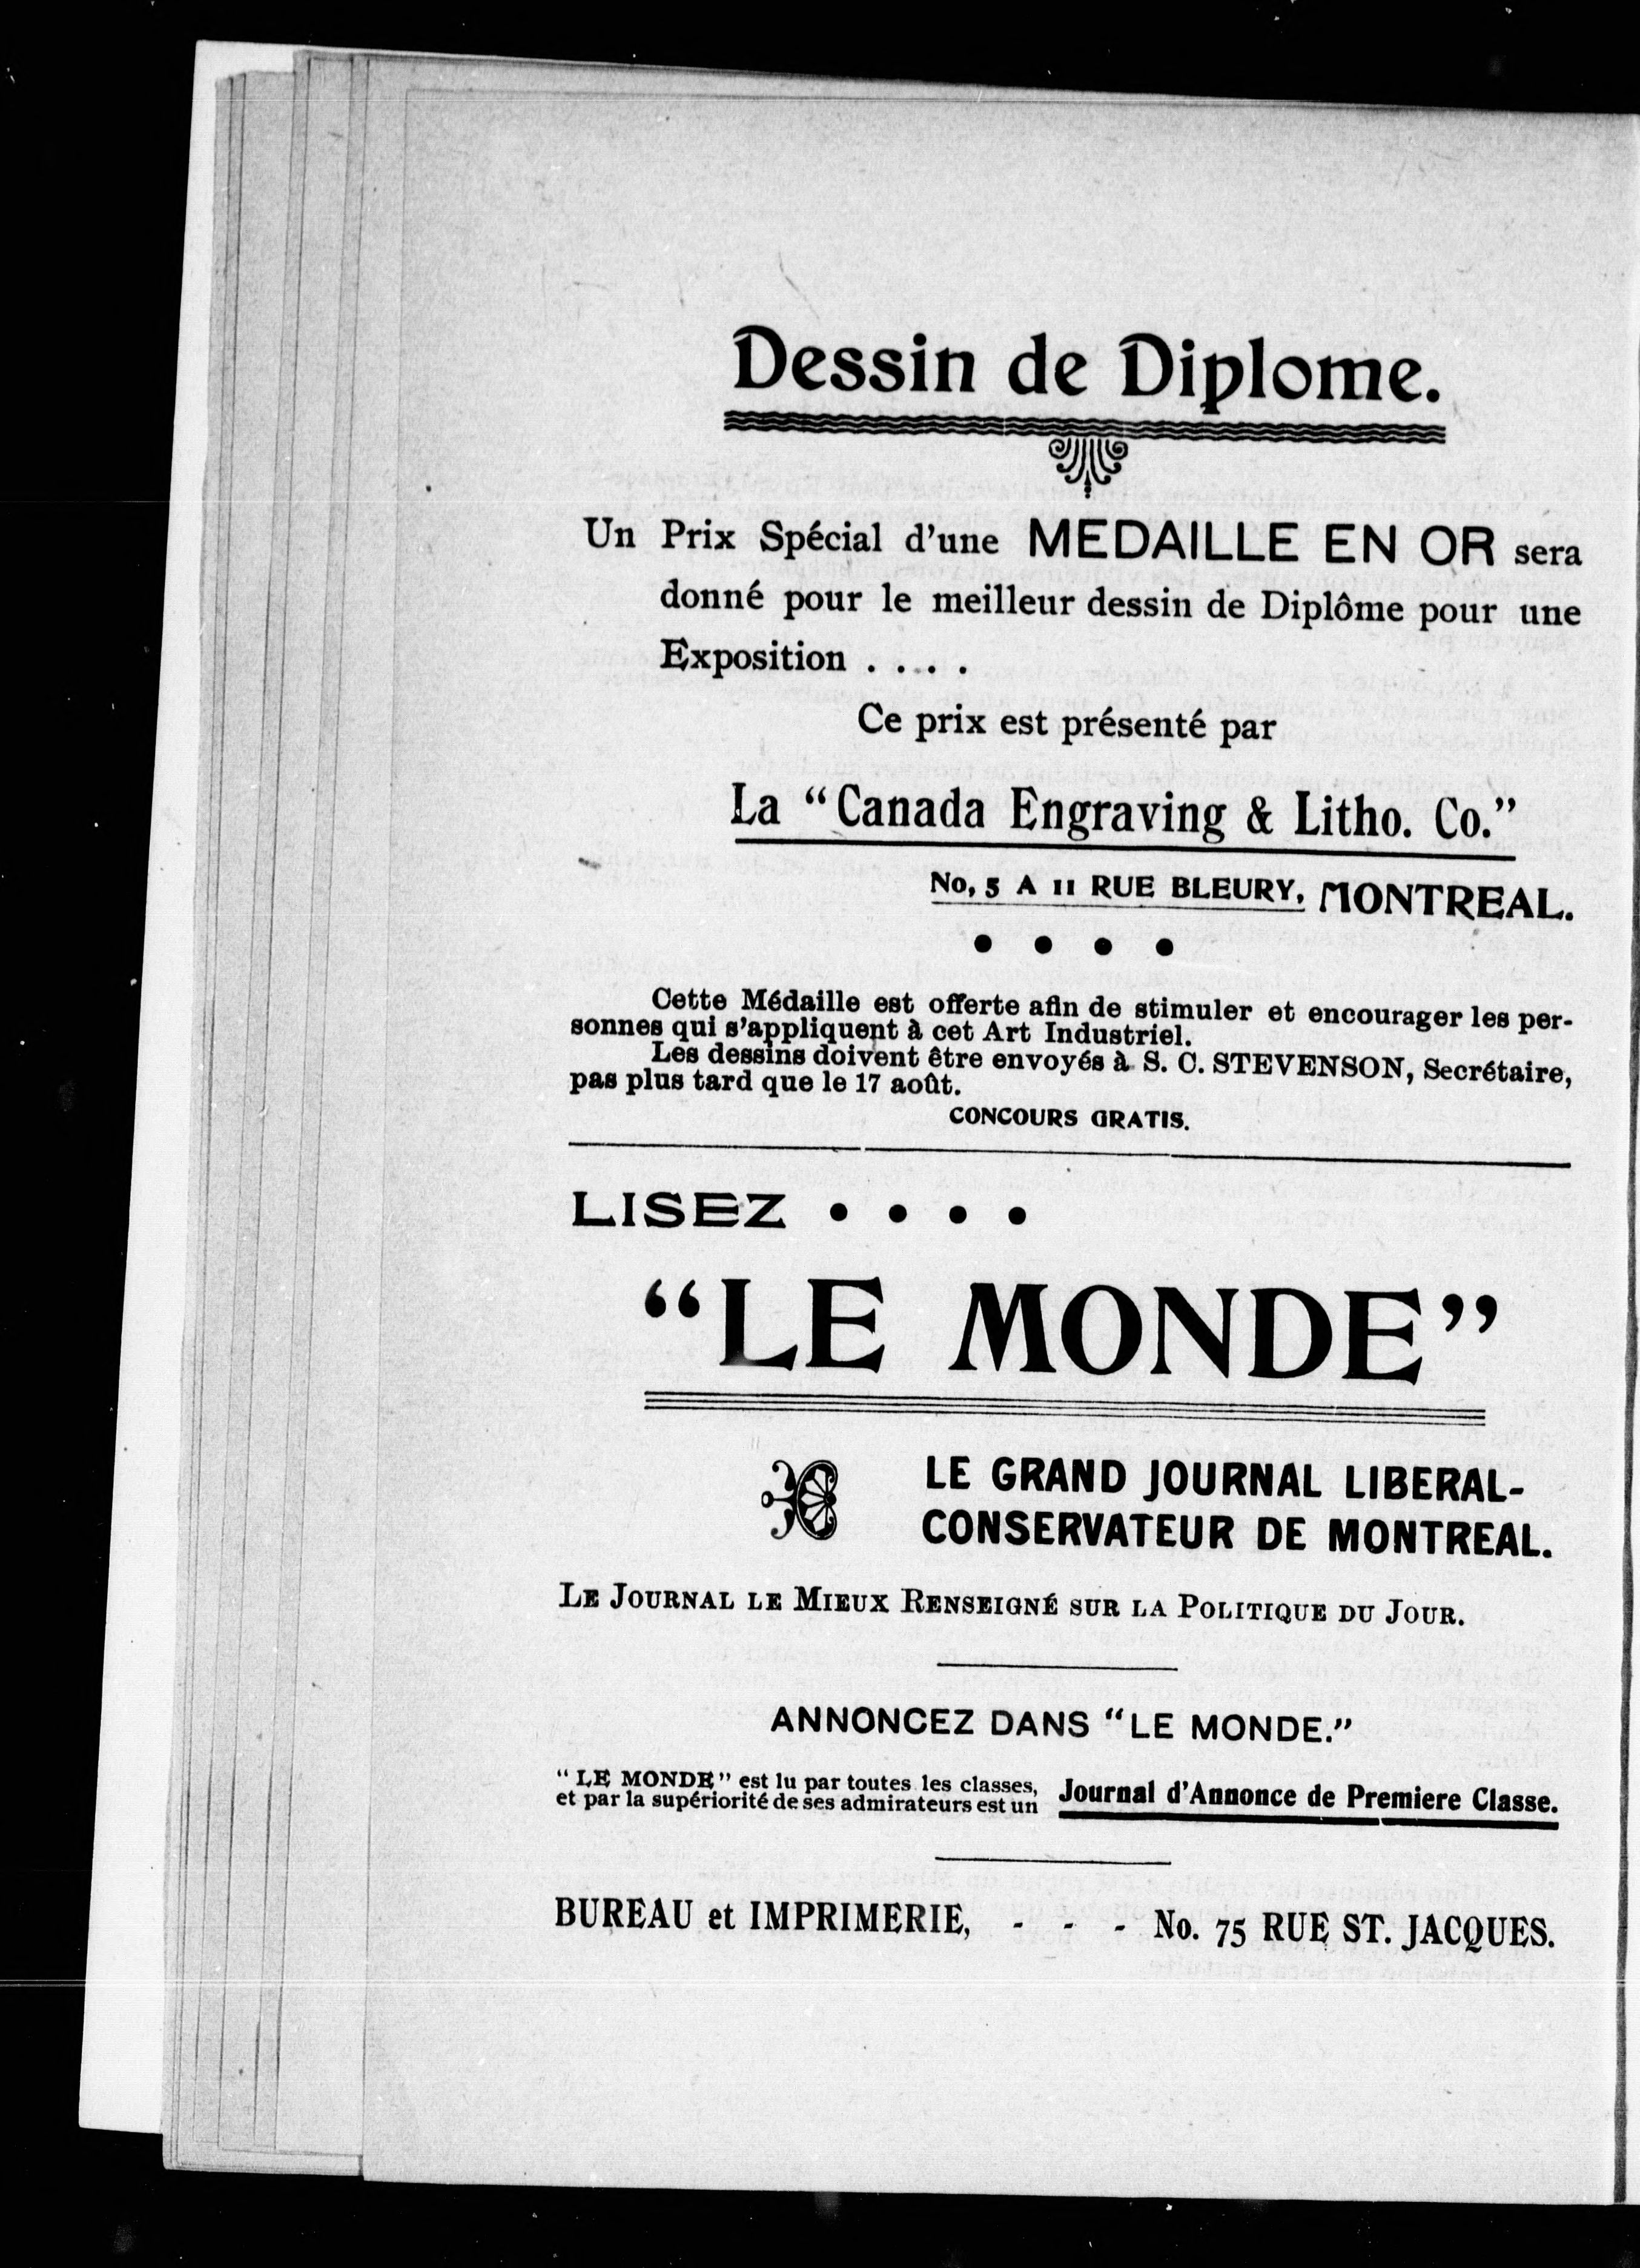 Dessin de Diplome.
Un Prix Spécial d'une MEDAILLE EN OR sera
donné pour le meilleur dessin de Diplôme pour une
Exposition . . . .
Ce prix est présenté par
La “Canada Engraving & Litho. Co.”
No, 5 A 11 RUE BLEURY, MONTREAL.
• • • •
Cette Médaille est offerte afin de stimuler et encourager les per-
sonnes qui s'appliquent à cet Art Industriel.
Les dessins doivent être envoyés à S. C. STEVENSON, Secrétaire,
pas plus tard que le 17 août.
CONCOURS GRATIS.
LISEZ • • • •
“LE MONDE”
LE GRAND JOURNAL LIBERAL-
CONSERVATEUR DE MONTREAL.
LE JOURNAL LE MIEUX RENSEIGNÉ SUR LA POLITIQUE DU JOUR.
ANNONCEZ DANS “LE MONDE.”
“LE MONDE” est lu par toutes les classes,
et par la supériorité de ses admirateurs est un Journal d'Annonce de Premiere Classe.
BUREAU et IMPRIMERIE, - - - No. 75 RUE ST. JACQUES.